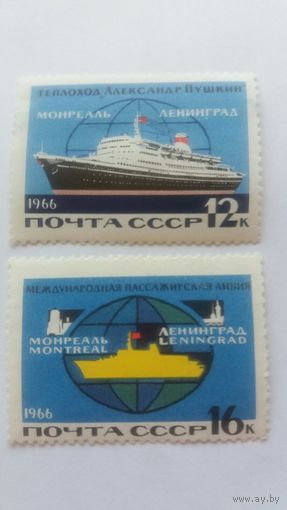 ТЕПЛОХОД "АЛЕКСАНДР ПУШКИН"
МОНРЕАЛЬ ЛЕНИНГРАД
1966
ПОЧТА СССР 12К
МЕЖДУНАРОДНАЯ ПАССАЖИРСКАЯ ЛИНИЯ
МОНРЕАЛЬ ЛЕНИНГРАД
MONTREAL LENINGRAD
1966
ПОЧТА СССР 16К
www.ay.by